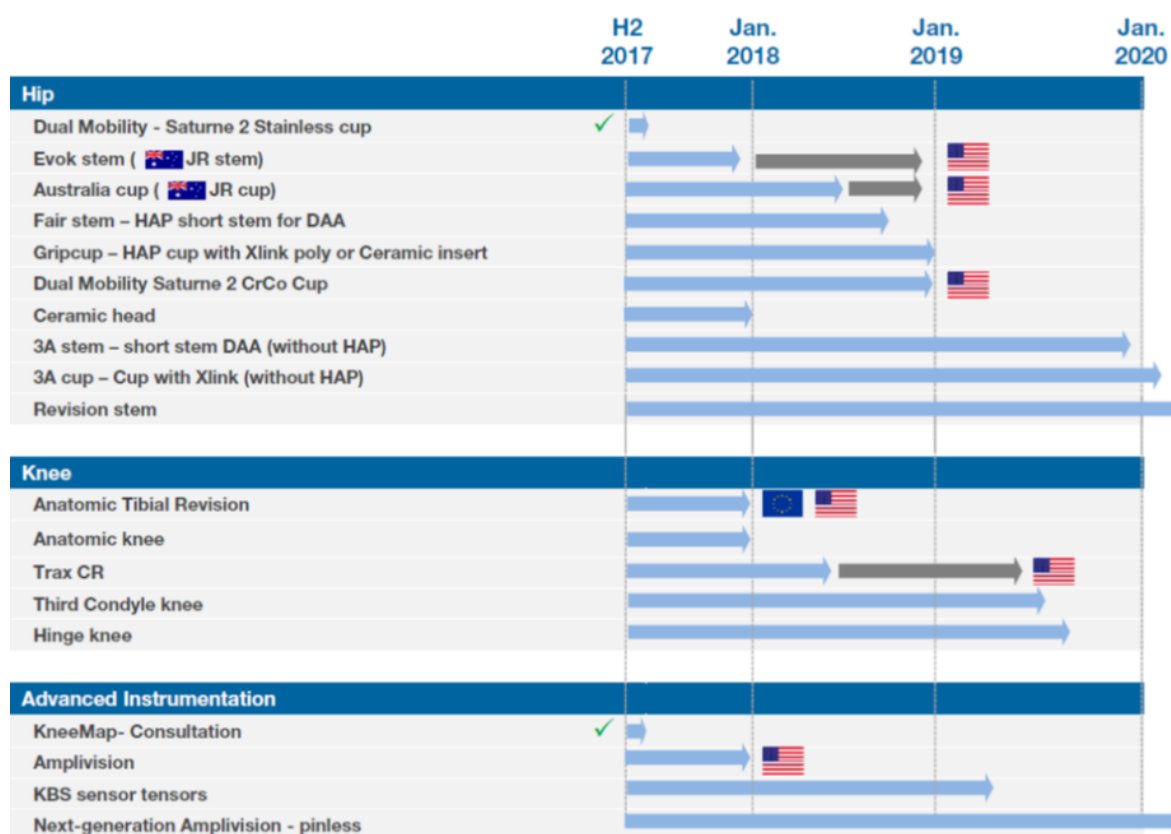 H2 2017
Jan. 2018
Jan. 2019
Jan. 2020
Hip
Dual Mobility - Saturne 2 Stainless cup
Evok stem ( JR stem)
Australia cup ( JR cup)
Fair stem – HAP short stem for DAA
Gripcup – HAP cup with Xlink poly or Ceramic insert
Dual Mobility Saturne 2 CrCo Cup
Ceramic head
3A stem – short stem DAA (without HAP)
3A cup – Cup with Xlink (without HAP)
Revision stem
Knee
Anatomic Tibial Revision
Anatomic knee
Trax CR
Third Condyle knee
Hinge knee
Advanced Instrumentation
KneeMap- Consultation
Amplivision
KBS sensor tensors
Next-generation Amplivision - pinless